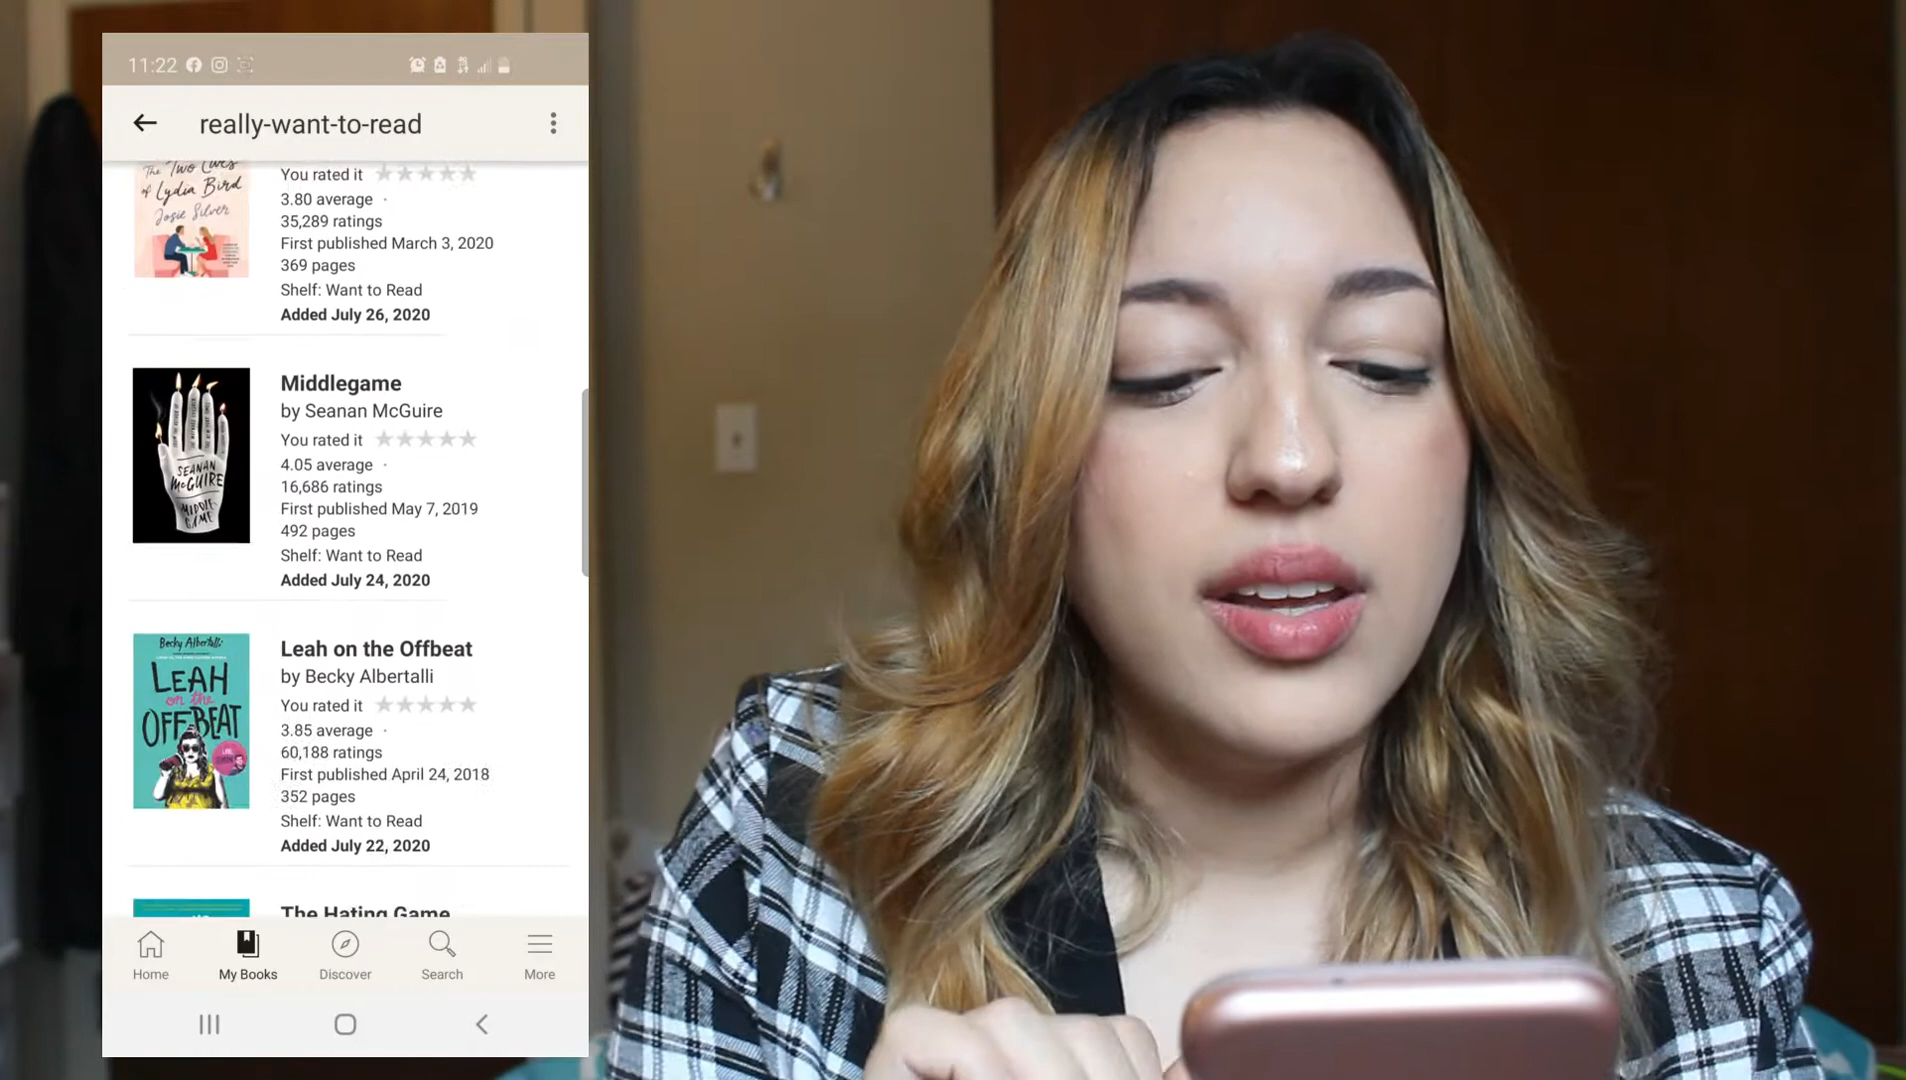 11:22
really-want-to-read
The Two Lives
of Lydia Bird
Josie Silver
You rated it
3.80 average ·
35,289 ratings
First published March 3, 2020
369 pages
Shelf: Want to Read
Added July 26, 2020
SEANAN
McGUIRE
MIDDLE-
GAME
Middlegame
by Seanan McGuire
You rated it
4.05 average ·
16,686 ratings
First published May 7, 2019
492 pages
Shelf: Want to Read
Added July 24, 2020
Becky Albertalli
LEAH
on the
OFFBEAT
Leah on the Offbeat
by Becky Albertalli
You rated it
3.85 average ·
60,188 ratings
First published April 24, 2018
352 pages
Shelf: Want to Read
Added July 22, 2020
The Hating Game
Home
My Books
Discover
Search
More